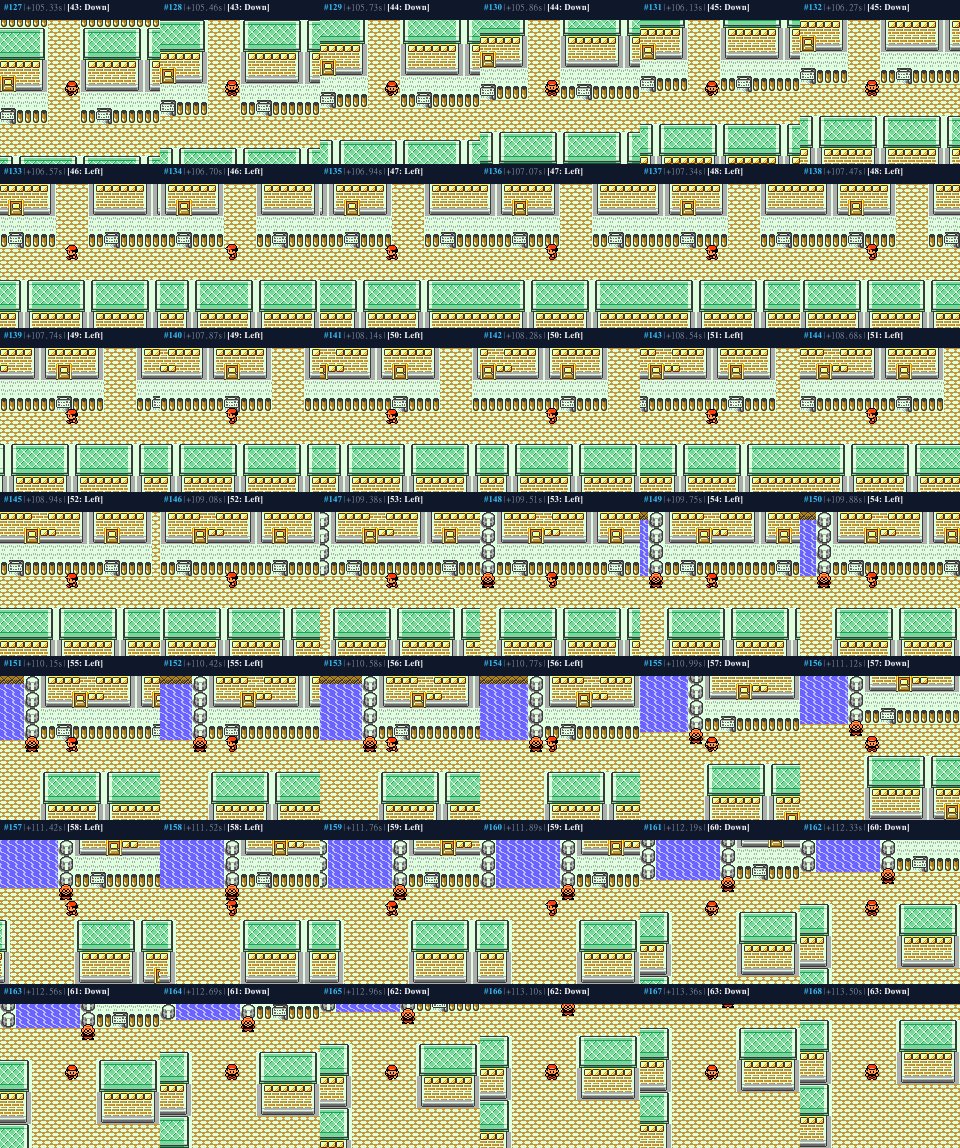 #127|+105.33s|[43: Down] #128|+105.46s|[43: Down] #129|+105.73s|[44: Down] #130|+105.86s|[44: Down] #131|+106.13s|[45: Down] #132|+106.27s|[45: Down]
#133|+106.57s|[46: Left] #134|+106.70s|[46: Left] #135|+106.94s|[47: Left] #136|+107.07s|[47: Left] #137|+107.34s|[48: Left] #138|+107.47s|[48: Left]
#139|+107.74s|[49: Left] #140|+107.87s|[49: Left] #141|+108.14s|[50: Left] #142|+108.28s|[50: Left] #143|+108.54s|[51: Left] #144|+108.68s|[51: Left]
#145|+108.94s|[52: Left] #146|+109.08s|[52: Left] #147|+109.38s|[53: Left] #148|+109.51s|[53: Left] #149|+109.75s|[54: Left] #150|+109.88s|[54: Left]
#151|+110.15s|[55: Left] #152|+110.42s|[55: Left] #153|+110.58s|[56: Left] #154|+110.77s|[56: Left] #155|+110.99s|[57: Down] #156|+111.12s|[57: Down]
#157|+111.42s|[58: Left] #158|+111.52s|[58: Left] #159|+111.76s|[59: Left] #160|+111.89s|[59: Left] #161|+112.19s|[60: Down] #162|+112.33s|[60: Down]
#163|+112.56s|[61: Down] #164|+112.69s|[61: Down] #165|+112.96s|[62: Down] #166|+113.10s|[62: Down] #167|+113.36s|[63: Down] #168|+113.50s|[63: Down]